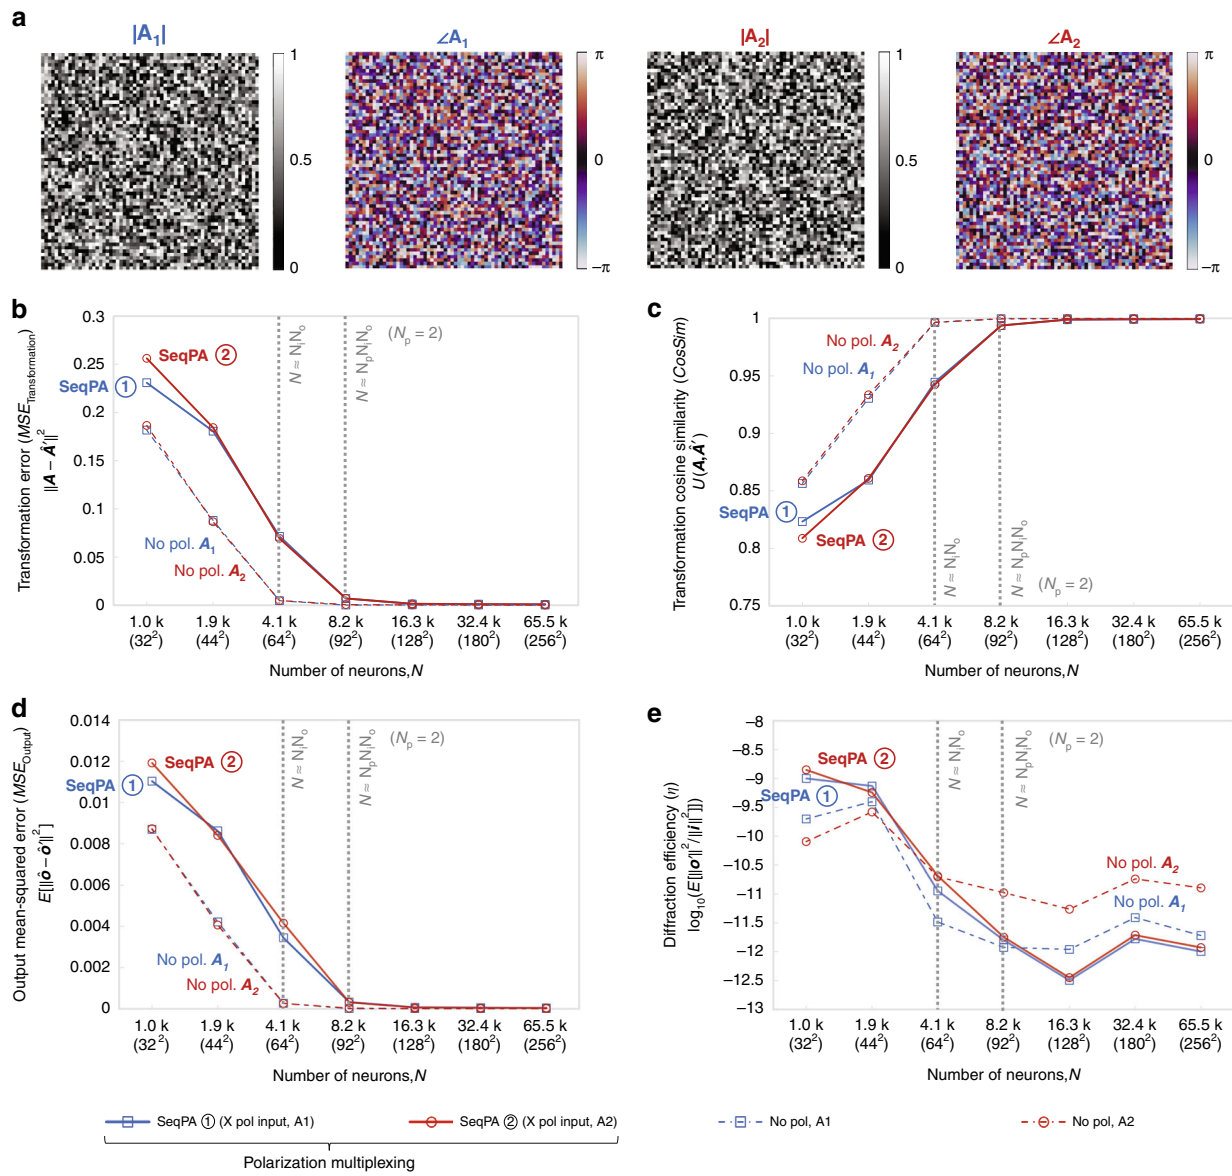 a
|A1| ∠A1 |A2| ∠A2
1 π 1 π
0.5 0 0.5 0
0 −π 0 −π
b
Transformation error (MSE_Transformation)
||A − Â′||²
0.3
0.25
0.2
0.15
0.1
0.05
0
SeqPA ②
SeqPA ①
No pol. A1
No pol. A2
N ≈ NiNo
N ≈ NpNiNo
(Np = 2)
1.0 k 1.9 k 4.1 k 8.2 k 16.3 k 32.4 k 65.5 k
(32²) (44²) (64²) (92²) (128²) (180²) (256²)
Number of neurons,N
c
Transformation cosine similarity (CosSim)
U(A,Â′)
1
0.95
0.9
0.85
0.8
0.75
No pol. A2
No pol. A1
SeqPA ①
SeqPA ②
N ≈ NiNo
N ≈ NpNiNo
(Np = 2)
1.0 k 1.9 k 4.1 k 8.2 k 16.3 k 32.4 k 65.5 k
(32²) (44²) (64²) (92²) (128²) (180²) (256²)
Number of neurons,N
d
Output mean-squared error (MSE_Output)
E[||ô − ô′||²]
0.014
0.012
0.01
0.008
0.006
0.004
0.002
0
SeqPA ②
SeqPA ①
No pol. A1
No pol. A2
N ≈ NiNo
N ≈ NpNiNo
(Np = 2)
1.0 k 1.9 k 4.1 k 8.2 k 16.3 k 32.4 k 65.5 k
(32²) (44²) (64²) (92²) (128²) (180²) (256²)
Number of neurons,N
e
Diffraction efficiency (η)
log10(E[||o′||²/||i||²]])
−8
−8.5
−9
−9.5
−10
−10.5
−11
−11.5
−12
−12.5
−13
SeqPA ②
SeqPA ①
No pol. A2
No pol. A1
N ≈ NiNo
N ≈ NpNiNo
(Np = 2)
1.0 k 1.9 k 4.1 k 8.2 k 16.3 k 32.4 k 65.5 k
(32²) (44²) (64²) (92²) (128²) (180²) (256²)
Number of neurons,N
SeqPA ① (X pol input, A1) SeqPA ② (X pol input, A2) No pol, A1 No pol, A2
Polarization multiplexing